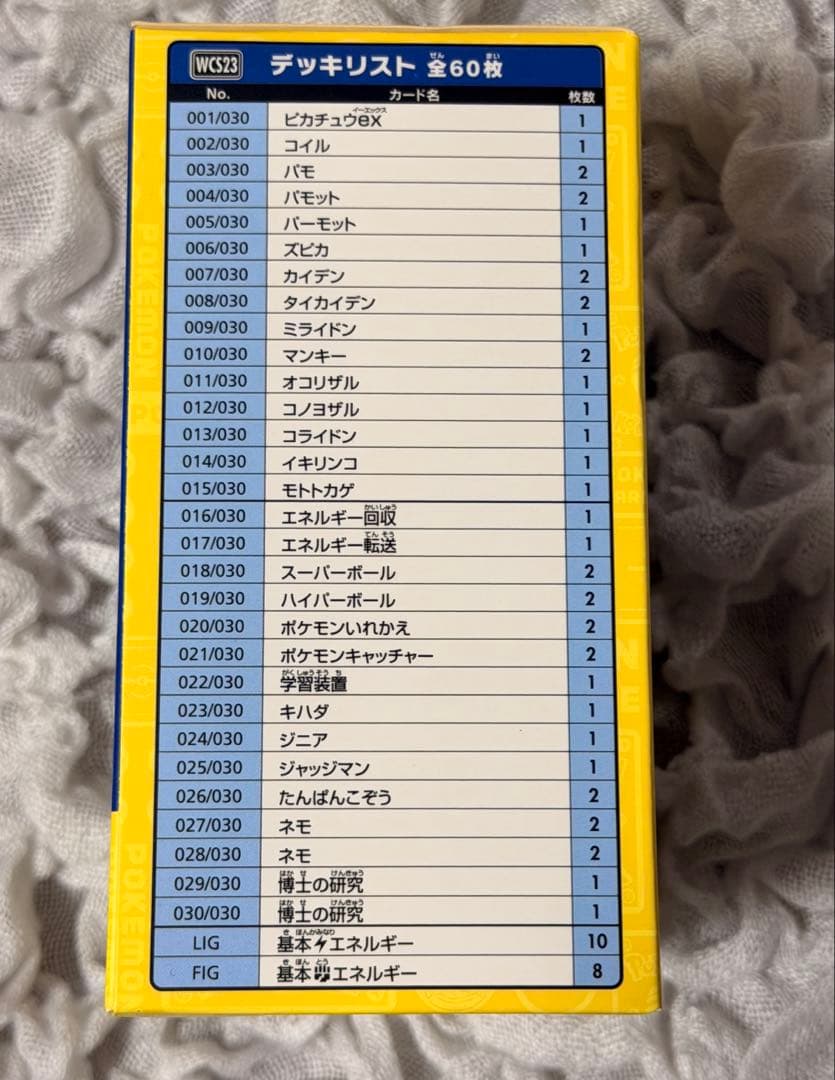 WCS23 デッキリスト 全60枚
No. カード名 枚数
001/030 ピカチュウex 1
002/030 コイル 1
003/030 パモ 2
004/030 パモット 2
005/030 パーモット 1
006/030 ズピカ 1
007/030 カイデン 2
008/030 タイカイデン 2
009/030 ミライドン 1
010/030 マンキー 2
011/030 オコリザル 1
012/030 コノヨザル 1
013/030 コライドン 1
014/030 イキリンコ 1
015/030 モトトカゲ 1
016/030 エネルギー回収 1
017/030 エネルギー転送 1
018/030 スーパーボール 2
019/030 ハイパーボール 2
020/030 ポケモンいれかえ 2
021/030 ポケモンキャッチャー 2
022/030 学習装置 1
023/030 キハダ 1
024/030 ジニア 1
025/030 ジャッジマン 1
026/030 たんぱんこぞう 2
027/030 ネモ 2
028/030 ネモ 2
029/030 博士の研究 1
030/030 博士の研究 1
LIG 基本エネルギー 10
FIG 基本エネルギー 8
POKÉMON
POKÉMON